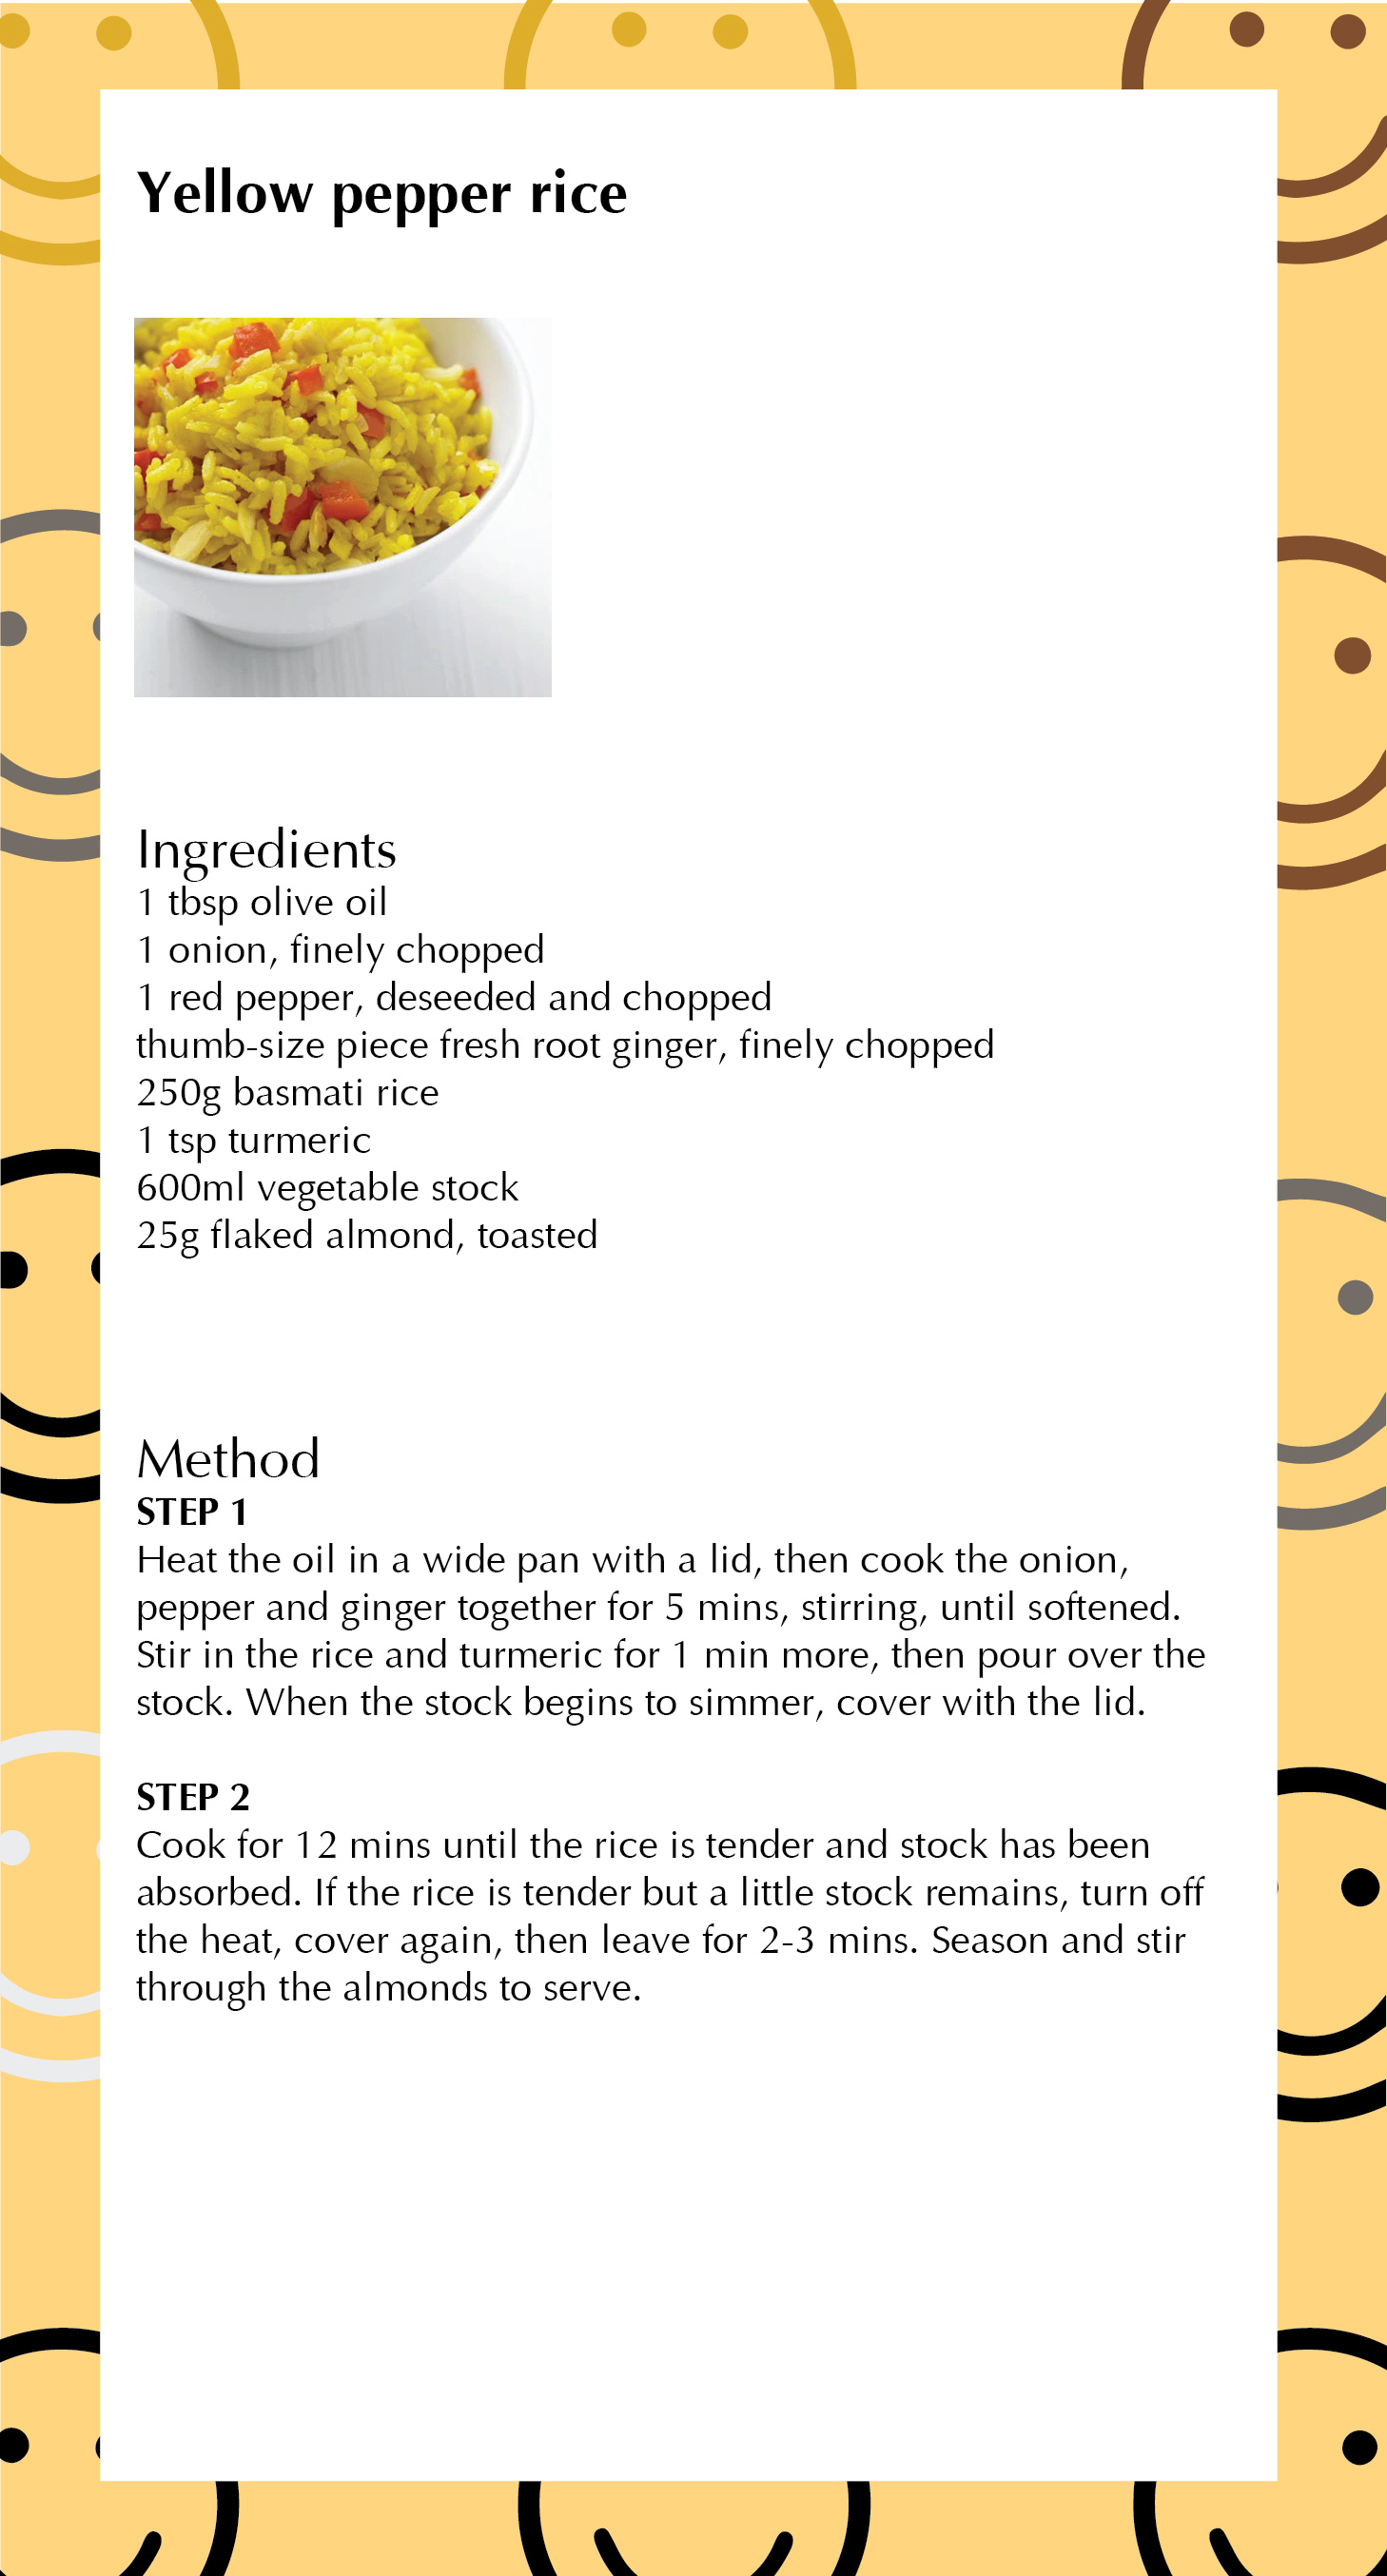 Yellow pepper rice
Ingredients
1 tbsp olive oil
1 onion, finely chopped
1 red pepper, deseeded and chopped
thumb-size piece fresh root ginger, finely chopped
250g basmati rice
1 tsp turmeric
600ml vegetable stock
25g flaked almond, toasted
Method
STEP 1
Heat the oil in a wide pan with a lid, then cook the onion,
pepper and ginger together for 5 mins, stirring, until softened.
Stir in the rice and turmeric for 1 min more, then pour over the
stock. When the stock begins to simmer, cover with the lid.
STEP 2
Cook for 12 mins until the rice is tender and stock has been
absorbed. If the rice is tender but a little stock remains, turn off
the heat, cover again, then leave for 2-3 mins. Season and stir
through the almonds to serve.